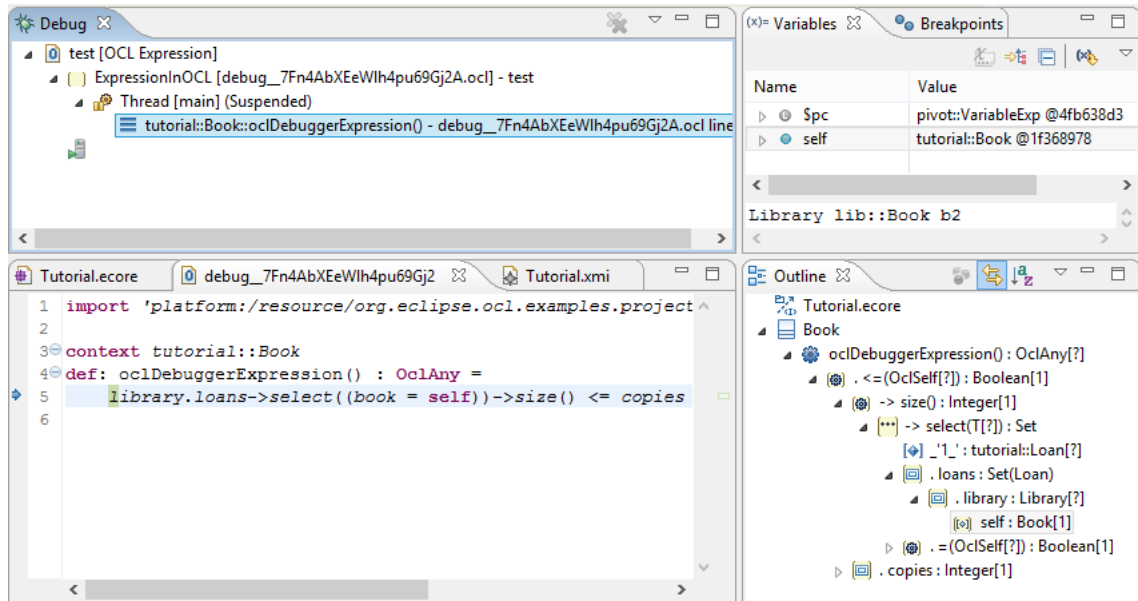 Debug
test [OCL Expression]
ExpressionInOCL [debug__7Fn4AbXEeWIh4pu69Gj2A.ocl] - test
Thread [main] (Suspended)
tutorial::Book::oclDebuggerExpression() - debug__7Fn4AbXEeWIh4pu69Gj2A.ocl line
(x)= Variables
Breakpoints
Name Value
$pc pivot::VariableExp @4fb638d3
self tutorial::Book @1f368978
Library lib::Book b2
Tutorial.ecore
debug__7Fn4AbXEeWIh4pu69Gj2
Tutorial.xmi
1 import 'platform:/resource/org.eclipse.ocl.examples.project
2
3 context tutorial::Book
4 def: oclDebuggerExpression() : OclAny =
5 library.loans->select((book = self))->size() <= copies
6
Outline
Tutorial.ecore
Book
oclDebuggerExpression() : OclAny[?]
. <=(OclSelf[?]) : Boolean[1]
-> size() : Integer[1]
-> select(T[?]) : Set
_'1_' : tutorial::Loan[?]
. loans : Set(Loan)
. library : Library[?]
self : Book[1]
. =(OclSelf[?]) : Boolean[1]
. copies : Integer[1]